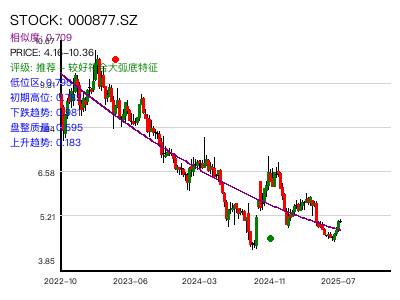 STOCK: 000877.SZ
相似度: 0.709
PRICE: 4.16-10.36
评级: 推荐 - 较好符合大弧底特征
低位区:
初期高位:
下跌趋势:
盘整质量: 0.595
上升趋势: 0.183
6.58
5.21
3.85
2022-10
2023-06
2024-03
2024-11
2025-07